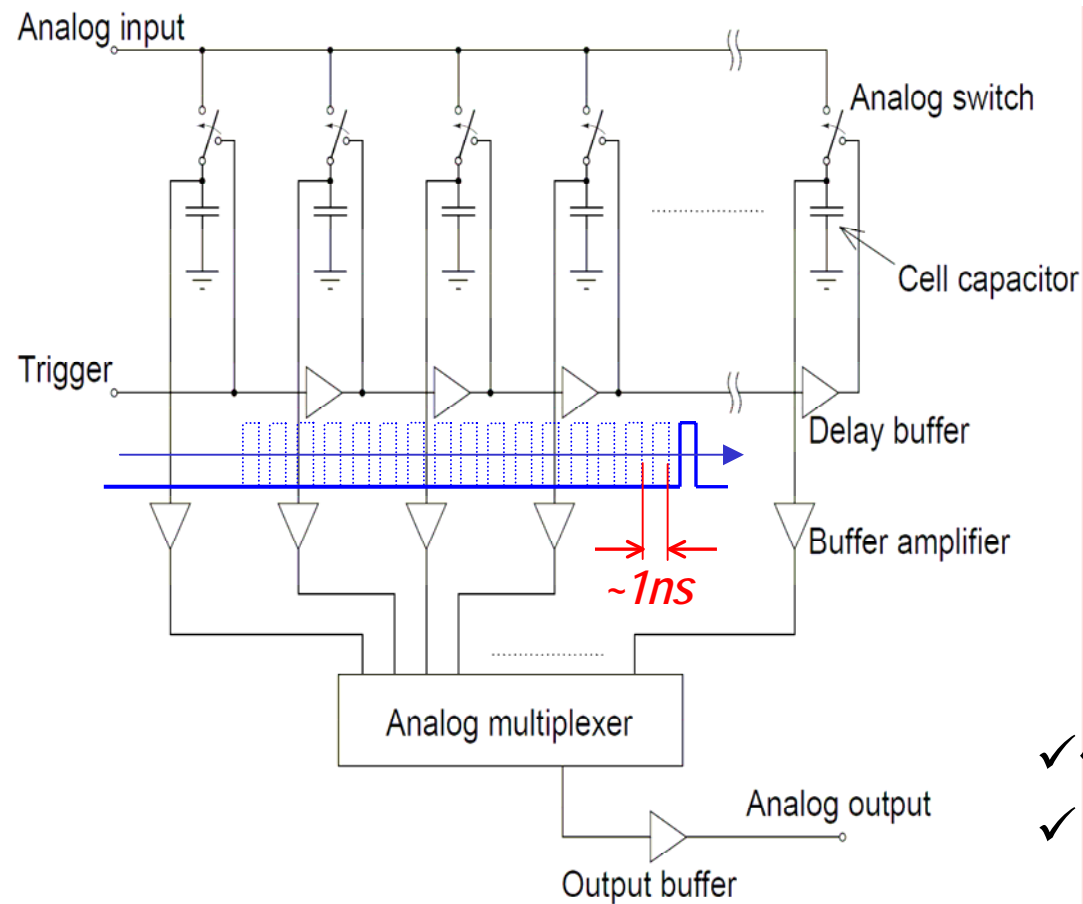 Analog input
Analog switch
Cell capacitor
Trigger
Delay buffer
Buffer amplifier
~1ns
Analog multiplexer
✓
Analog output
✓
Output buffer